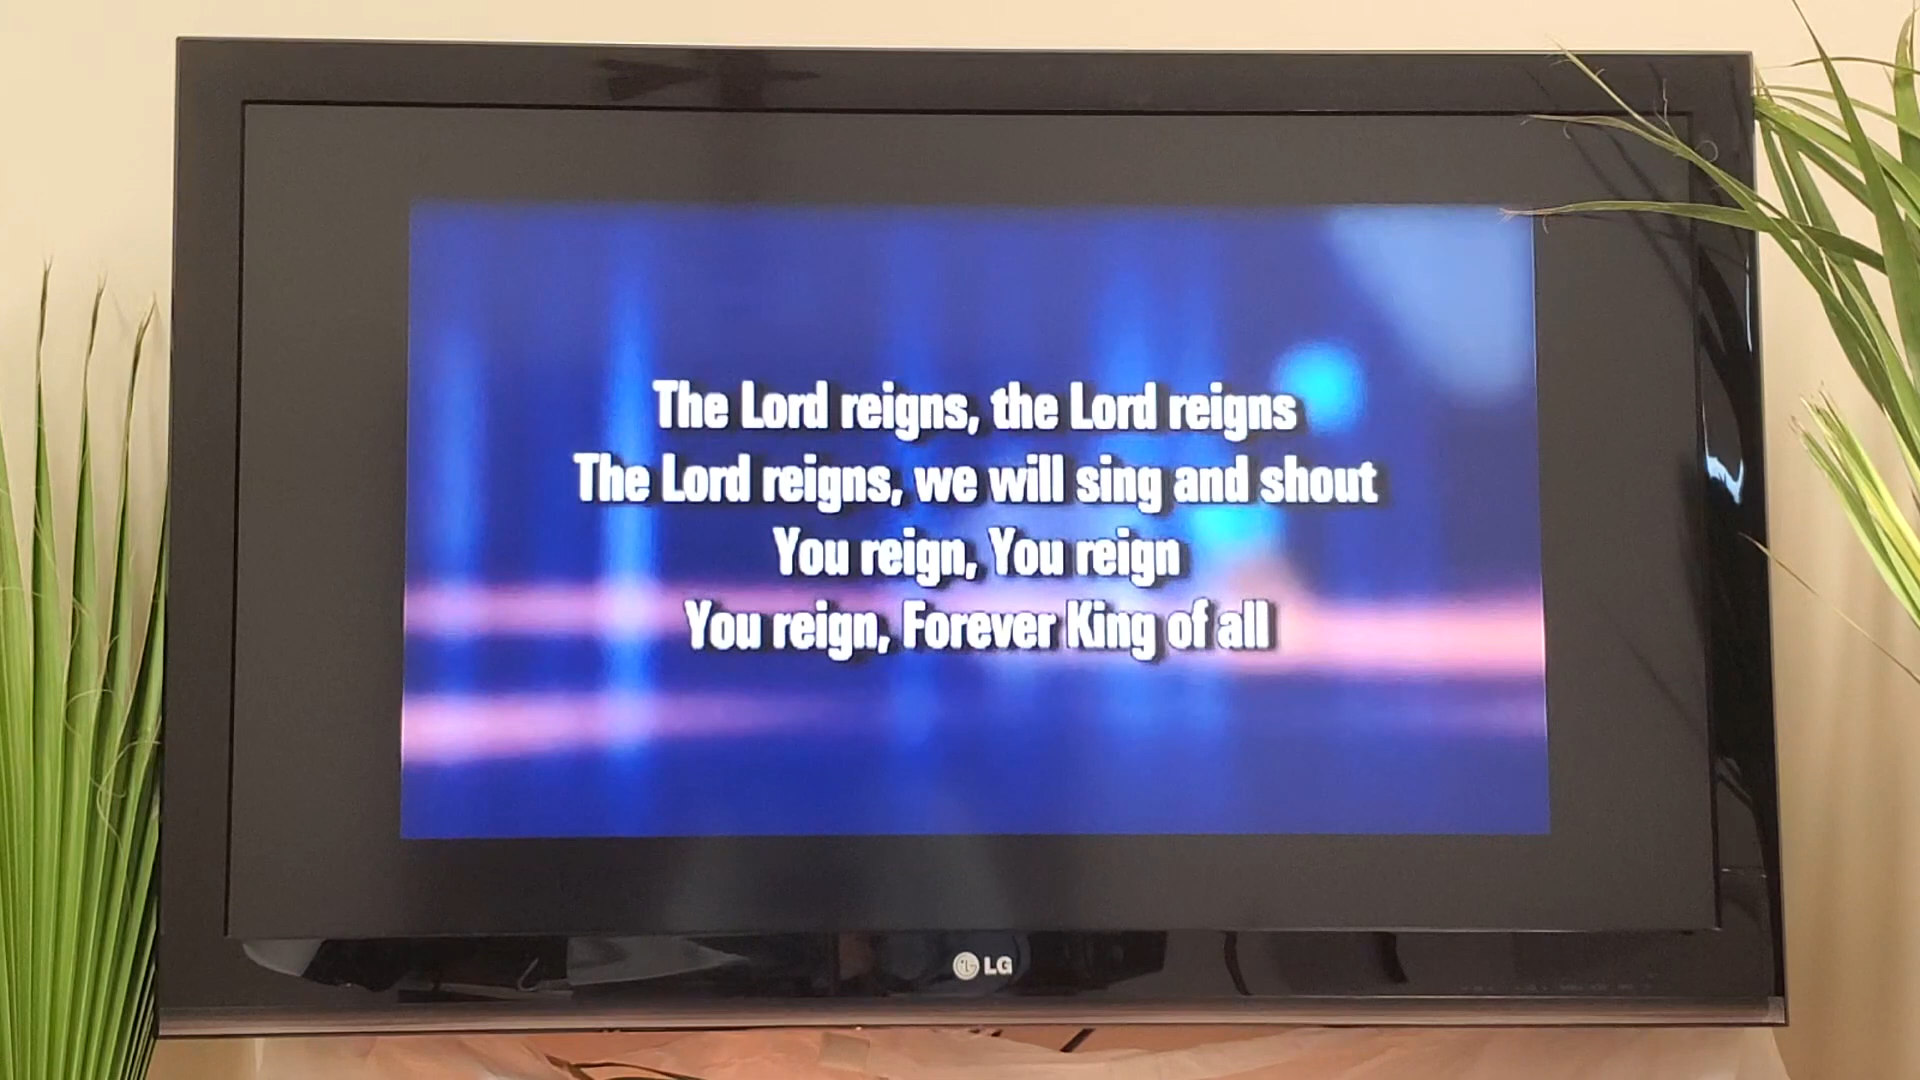 The Lord reigns, the Lord reigns
The Lord reigns, we will sing and shout
You reign, You reign
You reign, Forever King of all
LG